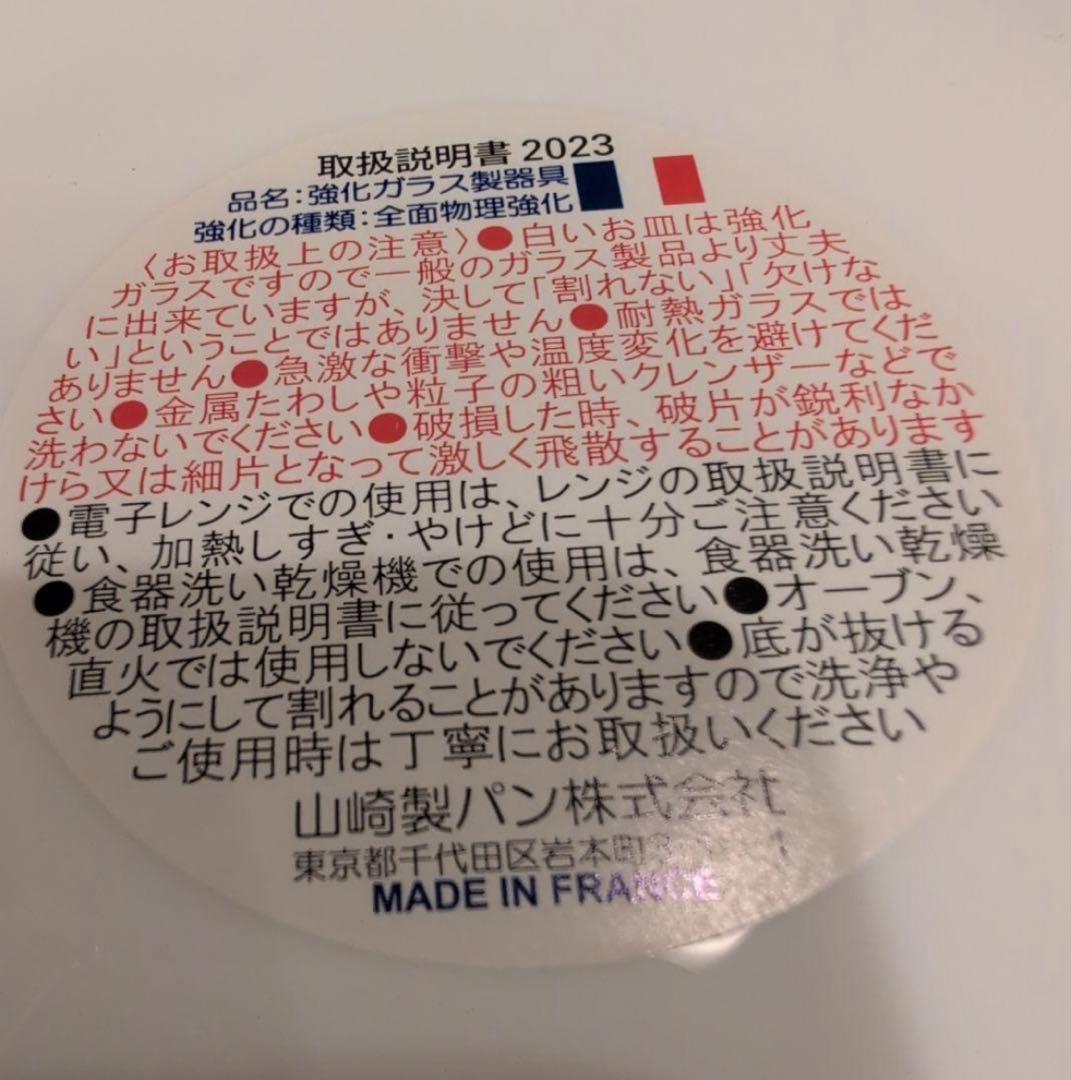 取扱説明書 2023
品名：強化ガラス製器具
強化の種類：全面物理強化
〈お取扱上の注意〉●白いお皿は強化
ガラスですので一般のガラス製品より丈夫
に出来ていますが、決して「割れない」「欠けな
い」ということではありません●耐熱ガラスでは
ありません●急激な衝撃や温度変化を避けてくだ
さい●金属たわしや粒子の粗いクレンザーなどで
洗わないでください●破損した時、破片が鋭利なか
けら又は細片となって激しく飛散することがあります
●電子レンジでの使用は、レンジの取扱説明書に
従い、加熱しすぎ・やけどに十分ご注意ください
●食器洗い乾燥機での使用は、食器洗い乾燥
機の取扱説明書に従ってください●オーブン、
直火では使用しないでください●底が抜ける
ようにして割れることがありますので洗浄や
ご使用時は丁寧にお取扱いください
山崎製パン株式会社
東京都千代田区岩本町
MADE IN FRANCE